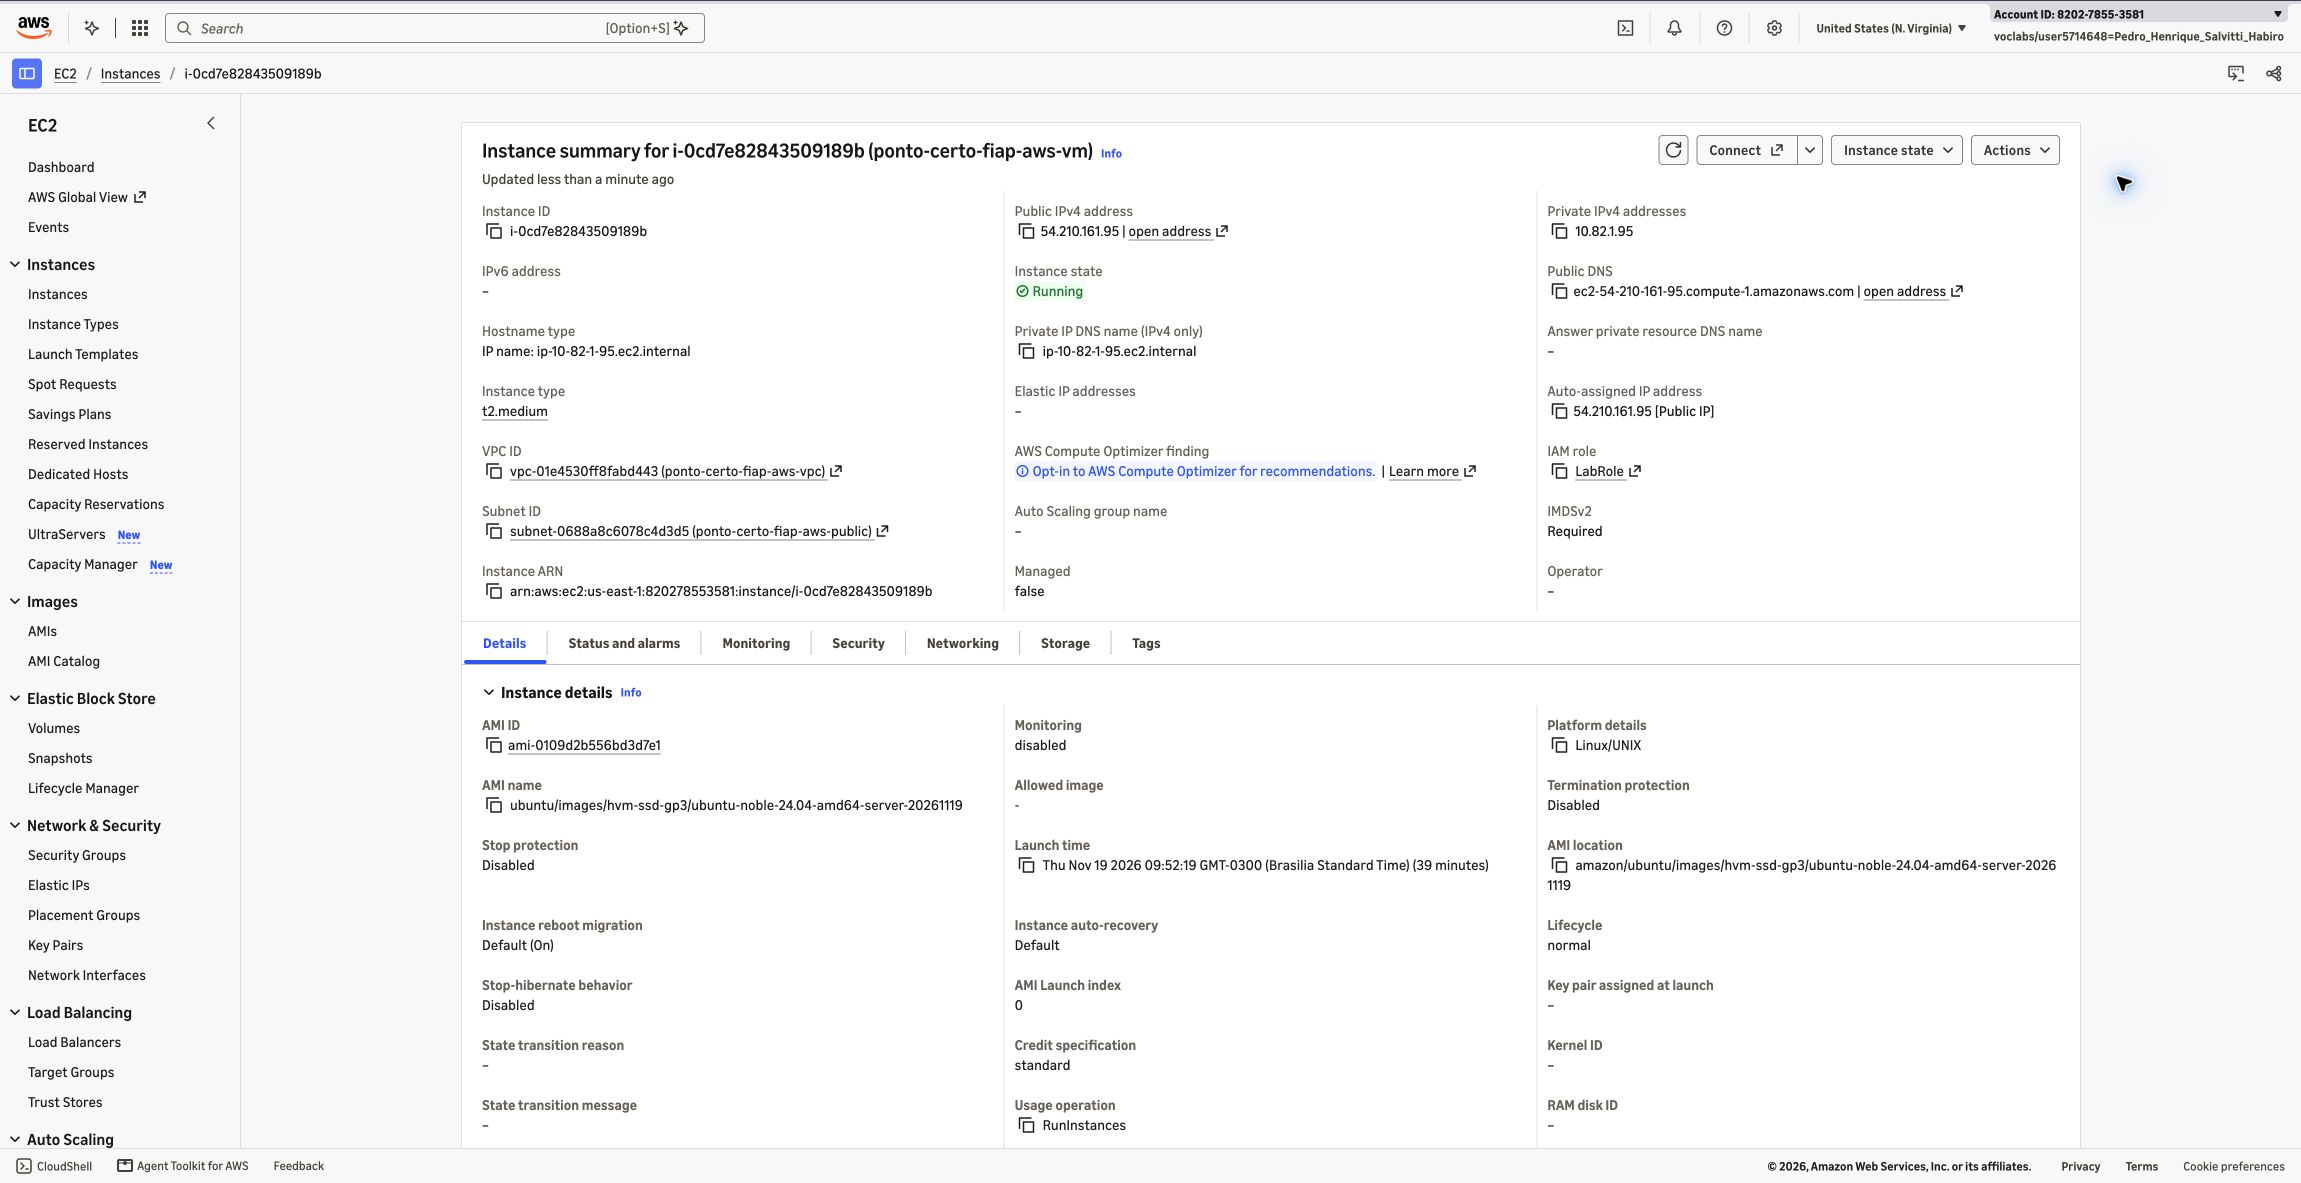 aws
Search [Option+S]
United States (N. Virginia)
Account ID: 8202-7855-3581
voclabs/user5714648=Pedro_Henrique_Salvitti_Habiro
EC2 / Instances / i-0cd7e82843509189b
EC2
Dashboard
AWS Global View
Events
Instances
Instances
Instance Types
Launch Templates
Spot Requests
Savings Plans
Reserved Instances
Dedicated Hosts
Capacity Reservations
UltraServers New
Capacity Manager New
Images
AMIs
AMI Catalog
Elastic Block Store
Volumes
Snapshots
Lifecycle Manager
Network & Security
Security Groups
Elastic IPs
Placement Groups
Key Pairs
Network Interfaces
Load Balancing
Load Balancers
Target Groups
Trust Stores
Auto Scaling
Instance summary for i-0cd7e82843509189b (ponto-certo-fiap-aws-vm) Info
Updated less than a minute ago
Connect
Instance state
Actions
Instance ID
i-0cd7e82843509189b
Public IPv4 address
54.210.161.95 | open address
Private IPv4 addresses
10.82.1.95
IPv6 address
–
Instance state
Running
Public DNS
ec2-54-210-161-95.compute-1.amazonaws.com | open address
Hostname type
IP name: ip-10-82-1-95.ec2.internal
Private IP DNS name (IPv4 only)
ip-10-82-1-95.ec2.internal
Answer private resource DNS name
–
Instance type
t2.medium
Elastic IP addresses
–
Auto-assigned IP address
54.210.161.95 [Public IP]
VPC ID
vpc-01e4530ff8fabd443 (ponto-certo-fiap-aws-vpc)
AWS Compute Optimizer finding
Opt-in to AWS Compute Optimizer for recommendations. | Learn more
IAM role
LabRole
Subnet ID
subnet-0688a8c6078c4d3d5 (ponto-certo-fiap-aws-public)
Auto Scaling group name
–
IMDSv2
Required
Instance ARN
arn:aws:ec2:us-east-1:820278553581:instance/i-0cd7e82843509189b
Managed
false
Operator
–
Details
Status and alarms
Monitoring
Security
Networking
Storage
Tags
Instance details Info
AMI ID
ami-0109d2b556bd3d7e1
Monitoring
disabled
Platform details
Linux/UNIX
AMI name
ubuntu/images/hvm-ssd-gp3/ubuntu-noble-24.04-amd64-server-20261119
Allowed image
-
Termination protection
Disabled
Stop protection
Disabled
Launch time
Thu Nov 19 2026 09:52:19 GMT-0300 (Brasilia Standard Time) (39 minutes)
AMI location
amazon/ubuntu/images/hvm-ssd-gp3/ubuntu-noble-24.04-amd64-server-2026
1119
Instance reboot migration
Default (On)
Instance auto-recovery
Default
Lifecycle
normal
Stop-hibernate behavior
Disabled
AMI Launch index
0
Key pair assigned at launch
–
State transition reason
–
Credit specification
standard
Kernel ID
–
State transition message
–
Usage operation
RunInstances
RAM disk ID
–
CloudShell
Agent Toolkit for AWS
Feedback
© 2026, Amazon Web Services, Inc. or its affiliates.
Privacy
Terms
Cookie preferences